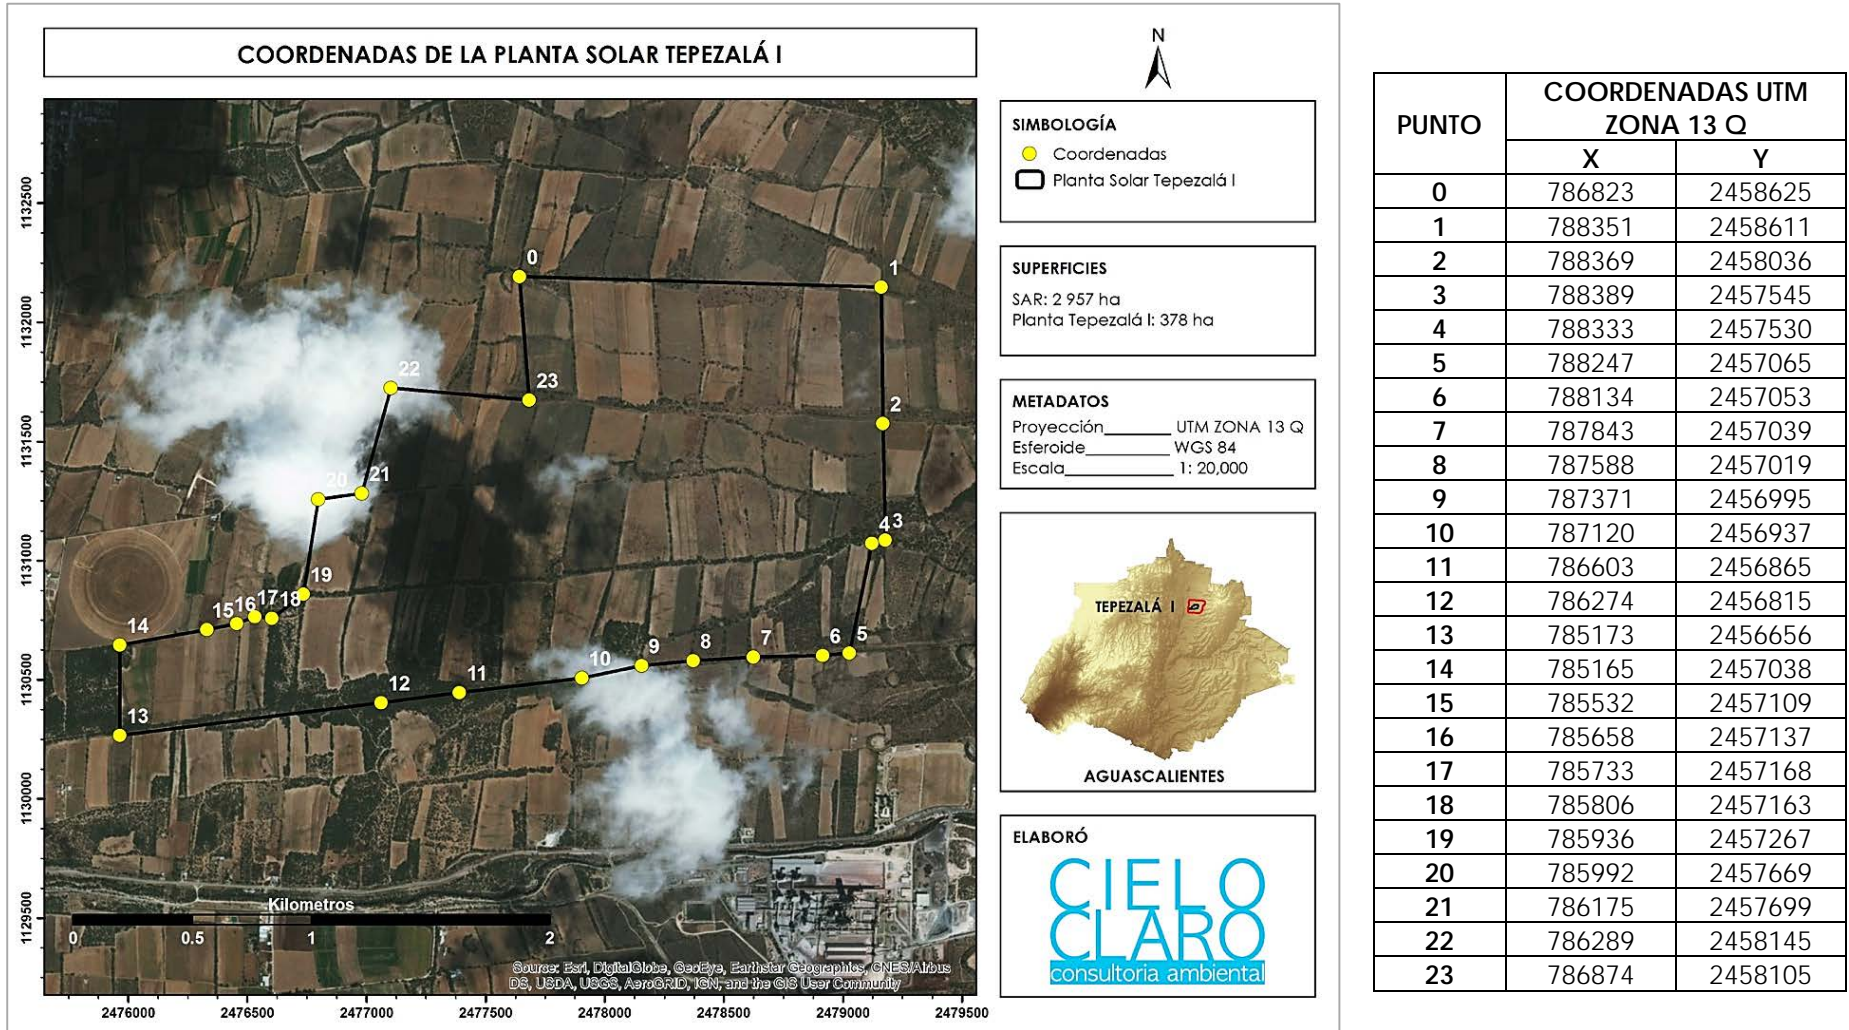 COORDENADAS DE LA PLANTA SOLAR TEPEZALÁ I
N
1132500
1132000
1131500
1131000
1130500
1130000
1129500
0
1
2
3
4
5
6
7
8
9
10
11
12
13
14
15
16
17
18
19
20
21
22
23
Kilometros
0 0.5 1 2
Source: Esri, DigitalGlobe, GeoEye, Earthstar Geographics, CNES/Airbus
DS, USDA, USGS, AeroGRID, IGN, and the GIS User Community
2476000 2476500 2477000 2477500 2478000 2478500 2479000 2479500
SIMBOLOGÍA
Coordenadas
Planta Solar Tepezalá I
SUPERFICIES
SAR: 2 957 ha
Planta Tepezalá I: 378 ha
METADATOS
Proyección________ UTM ZONA 13 Q
Esferoide__________ WGS 84
Escala_____________ 1: 20,000
TEPEZALÁ I
AGUASCALIENTES
ELABORÓ
CIELO
CLARO
consultoria ambiental
PUNTO COORDENADAS UTM
ZONA 13 Q
X Y
0 786823 2458625
1 788351 2458611
2 788369 2458036
3 788389 2457545
4 788333 2457530
5 788247 2457065
6 788134 2457053
7 787843 2457039
8 787588 2457019
9 787371 2456995
10 787120 2456937
11 786603 2456865
12 786274 2456815
13 785173 2456656
14 785165 2457038
15 785532 2457109
16 785658 2457137
17 785733 2457168
18 785806 2457163
19 785936 2457267
20 785992 2457669
21 786175 2457699
22 786289 2458145
23 786874 2458105